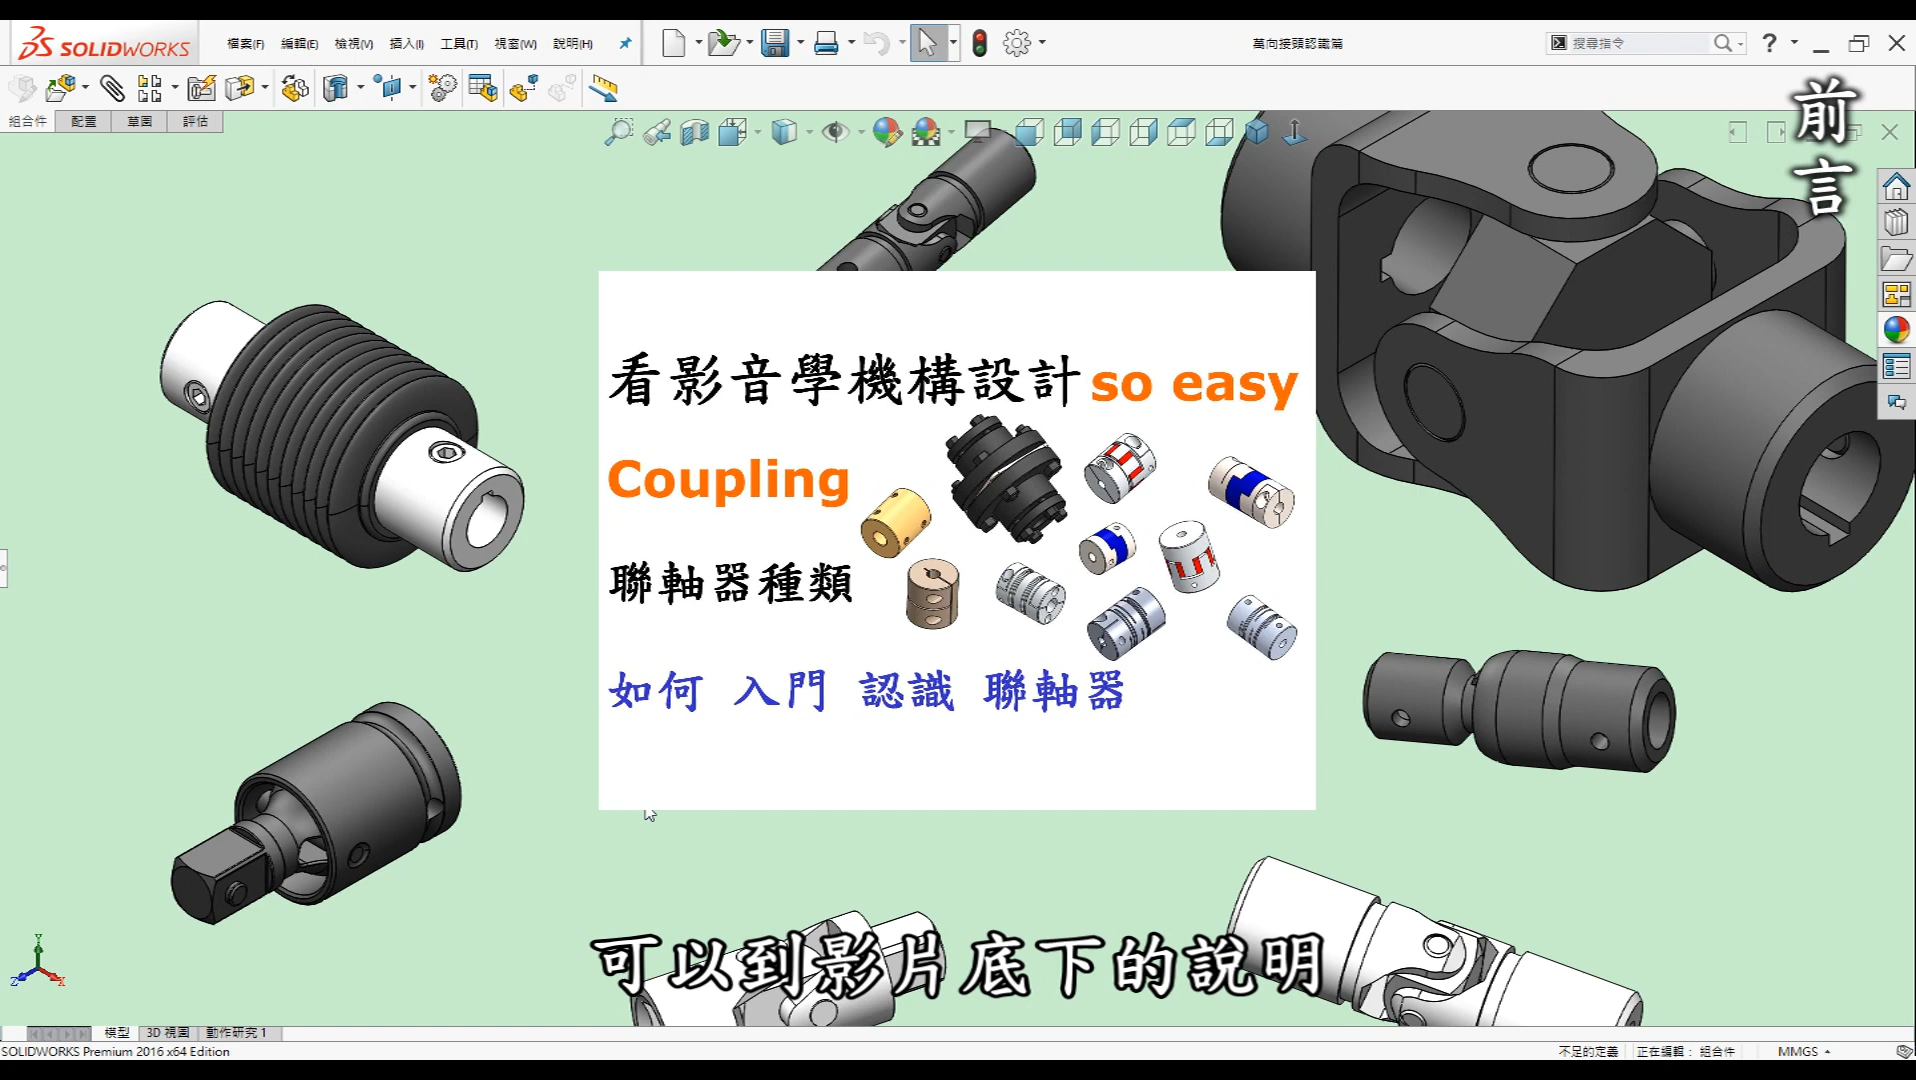 SOLIDWORKS
檔案(F) 編輯(E) 檢視(V) 插入(I) 工具(T) 視窗(W) 說明(H)
萬向接頭認識篇
搜尋指令
組合件 配置 草圖 評估
前言
看影音學機構設計 so easy
Coupling
聯軸器種類
如何 入門 認識 聯軸器
可以到影片底下的說明
Y
Z
X
模型 3D 視圖 動作研究 1
SOLIDWORKS Premium 2016 x64 Edition
不足的定義 正在編輯： 組合件 MMGS